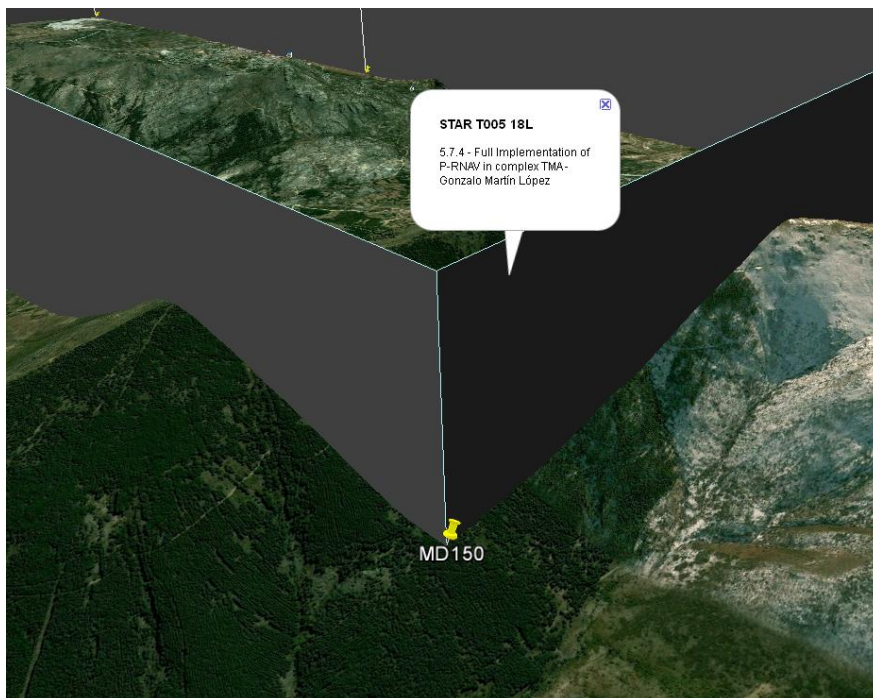 STAR T005 18L
5.7.4 - Full Implementation of
P-RNAV in complex TMA-
Gonzalo Martín López
MD150